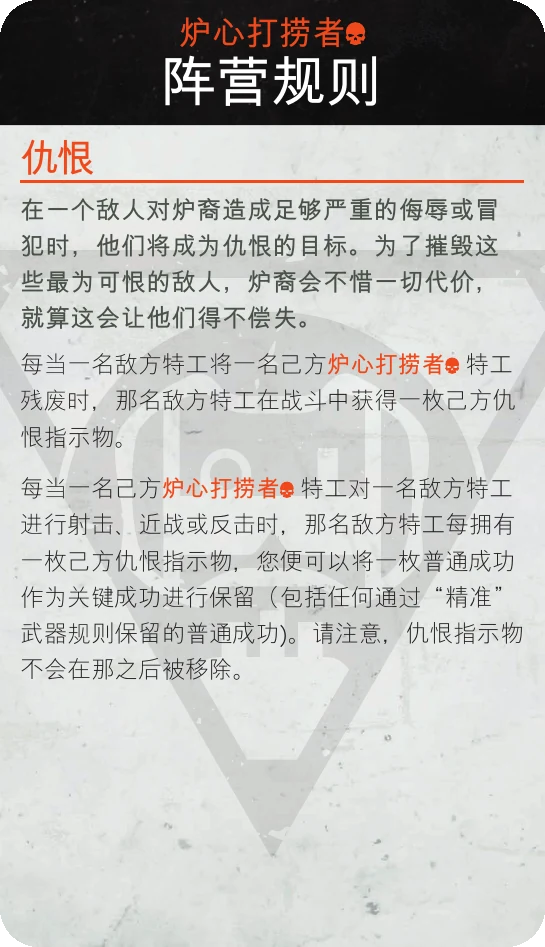 炉心打捞者
阵营规则
仇恨
在一个敌人对炉裔造成足够严重的侮辱或冒
犯时，他们将成为仇恨的目标。为了摧毁这
些最为可恨的敌人，炉裔会不惜一切代价，
就算这会让他们得不偿失。
每当一名敌方特工将一名己方炉心打捞者特工
残废时，那名敌方特工在战斗中获得一枚己方仇
恨指示物。
每当一名己方炉心打捞者特工对一名敌方特工
进行射击、近战或反击时，那名敌方特工每拥有
一枚己方仇恨指示物，您便可以将一枚普通成功
作为关键成功进行保留（包括任何通过“精准”
武器规则保留的普通成功)。请注意，仇恨指示物
不会在那之后被移除。